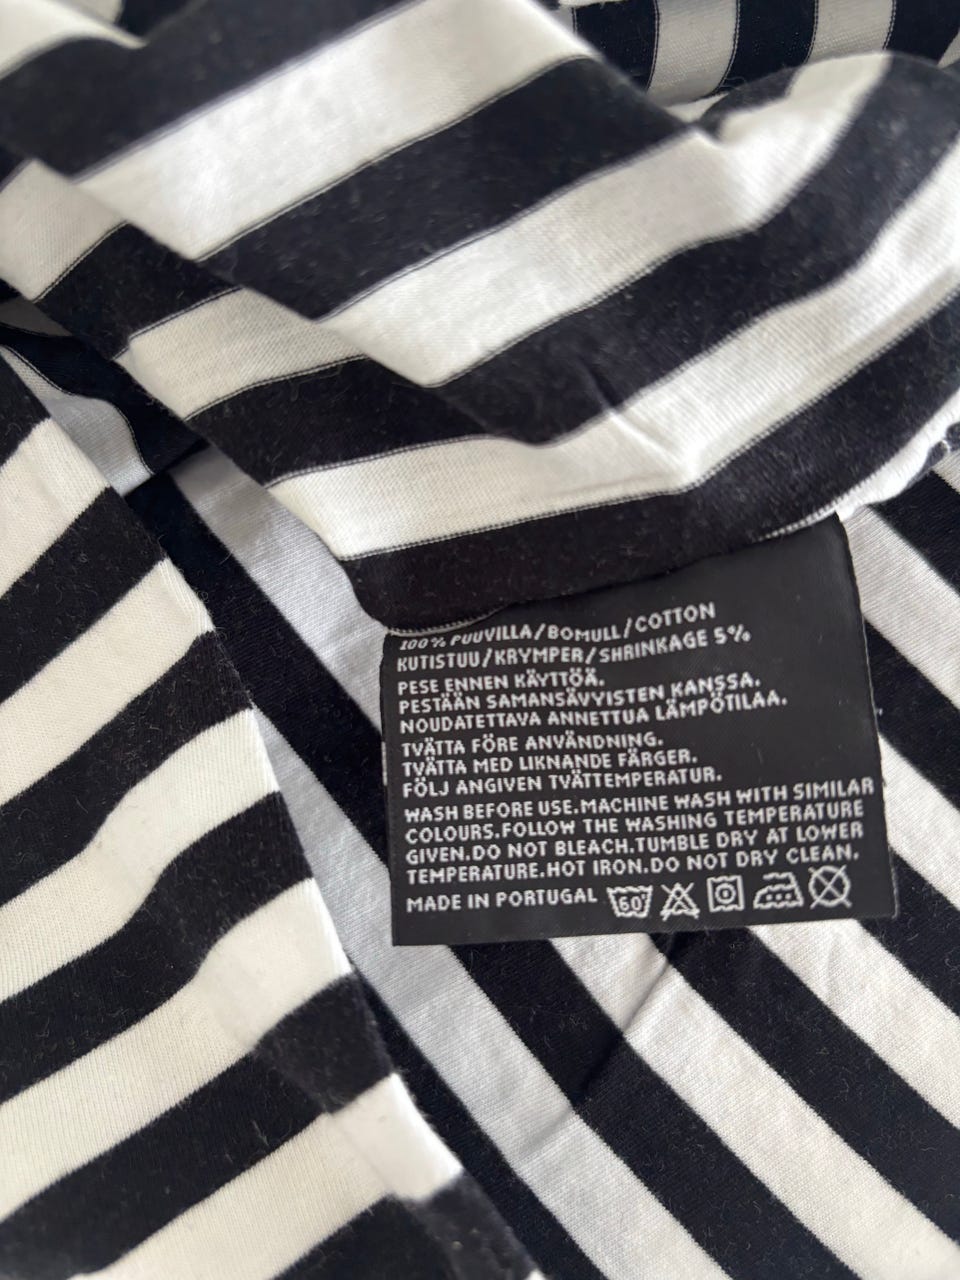 100% PUUVILLA/BOMULL/COTTON
KUTISTUU/KRYMPER/SHRINKAGE 5%
PESE ENNEN KÄYTTÖÄ.
PESTÄÄN SAMANSÄVYISTEN KANSSA.
NOUDATETTAVA ANNETTUA LÄMPÖTILAA.
TVÄTTA FÖRE ANVÄNDNING.
TVÄTTA MED LIKNANDE FÄRGER.
FÖLJ ANGIVEN TVÄTTEMPERATUR.
WASH BEFORE USE.MACHINE WASH WITH SIMILAR
COLOURS.FOLLOW THE WASHING TEMPERATURE
GIVEN.DO NOT BLEACH.TUMBLE DRY AT LOWER
TEMPERATURE.HOT IRON.DO NOT DRY CLEAN.
MADE IN PORTUGAL 60°